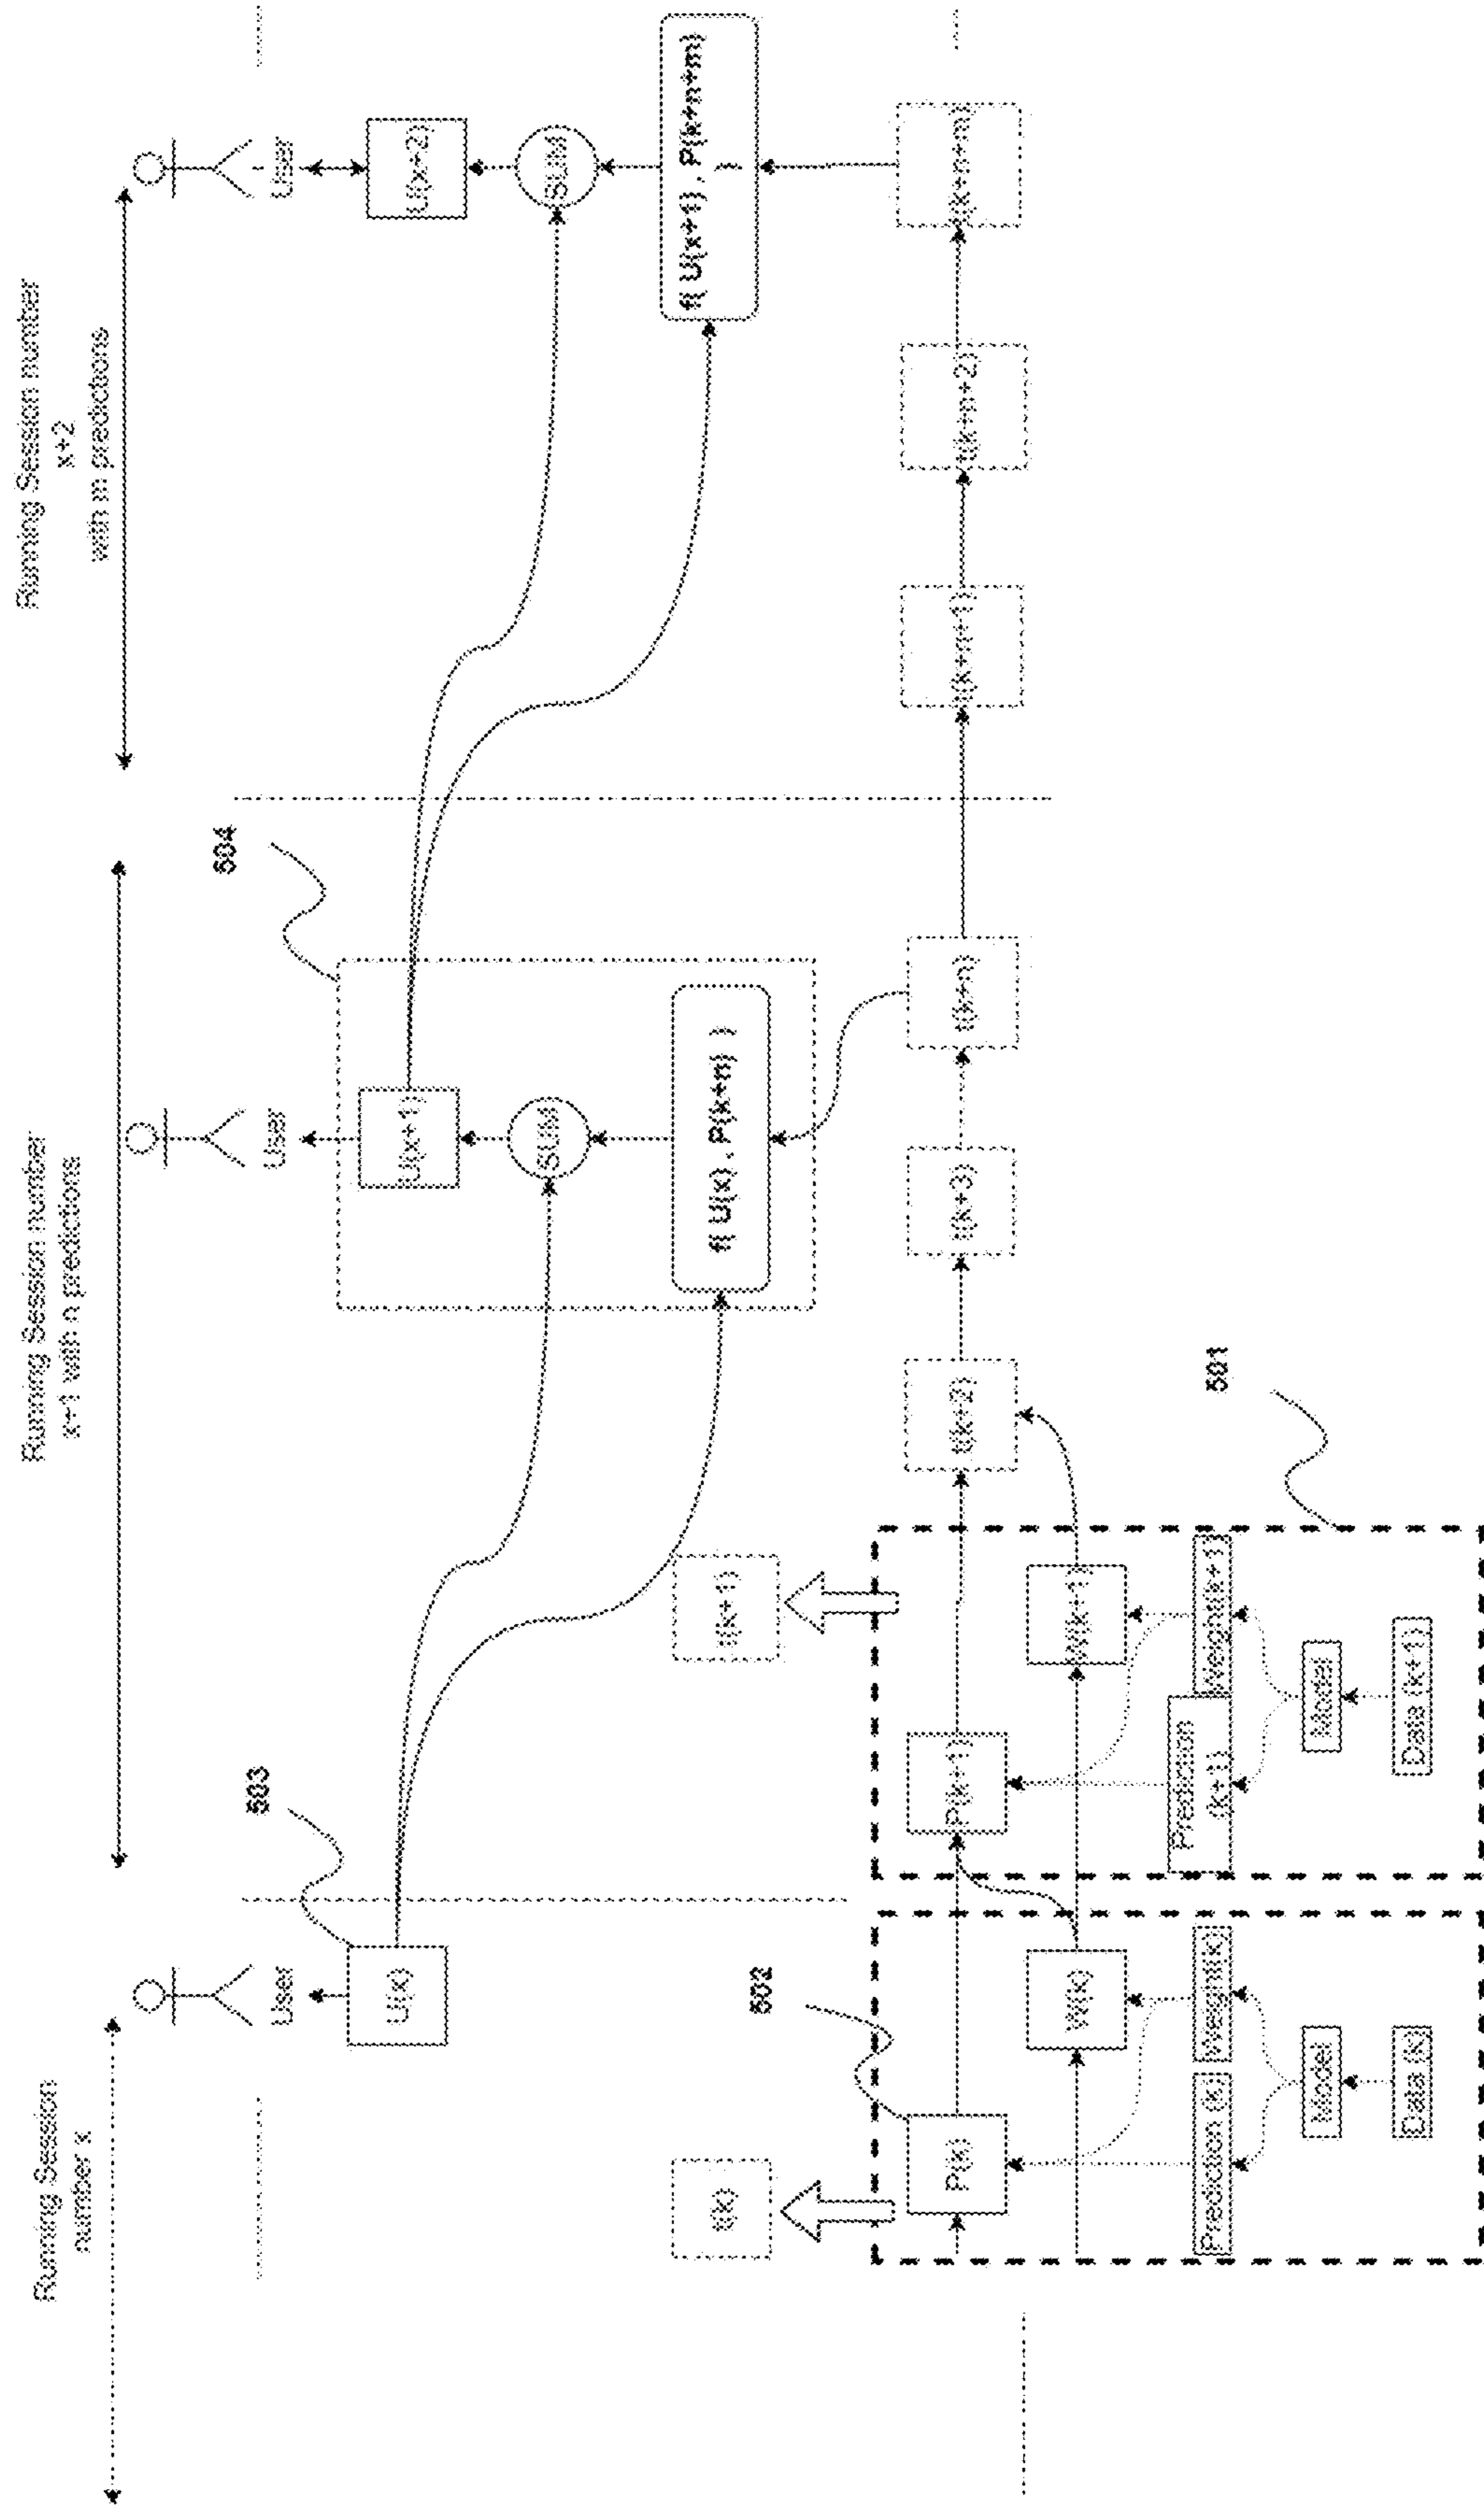 Running Session
number x
Running Session number
x+1 with n predictions
Running Session number
x+2
with m predictions
User
User
User
503
504
U(x)
U(x+1)
U(x+2)
SUM
SUM
f( U(x) , P(k+n) )
f( U(x+1) , P(k+n+m)
)
I(k)
I(k+1)
502
P(k)
P(k+1)
I(k+2)
I(k+3)
I(k+n)
I(k+n+1)
I(k+n+2)
I(k+n+m)
W(k)
W(k+1)
501
Prediction (k)
Weight(k)
Prediction
(k+1)
Weight(k+1)
Model
Model
Data (k)
Data (k+1)